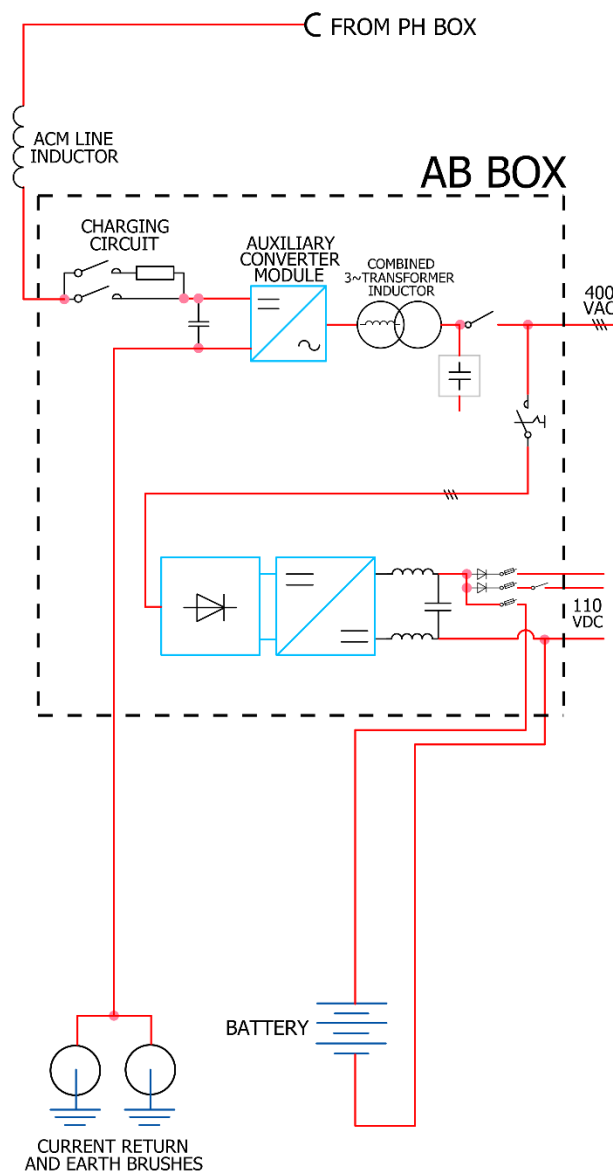 FROM PH BOX
ACM LINE
INDUCTOR
AB BOX
CHARGING
CIRCUIT
AUXILIARY
CONVERTER
MODULE
COMBINED
3~TRANSFORMER
INDUCTOR
400
VAC
110
VDC
BATTERY
CURRENT RETURN
AND EARTH BRUSHES